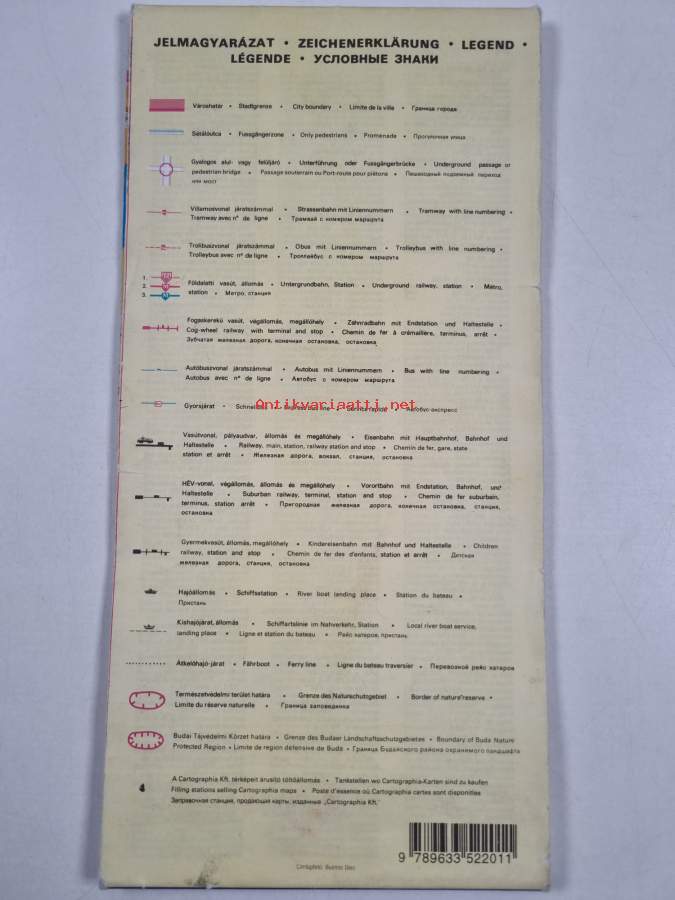 JELMAGYARÁZAT • ZEICHENERKLÄRUNG • LEGEND •
LÉGENDE • УСЛОВНЫЕ ЗНАКИ
Városhatár • Stadtgrenze • City boundary • Limite de la ville • Граница города
Sétálóutca • Fussgängerzone • Only pedestrians • Promenade • Прогулочная улица
Gyalogos alul- vagy felüljáró • Unterführung oder Fussgängerbrücke • Underground passage or
pedestrian bridge • Passage souterrain ou Port-route pour piétons • Пешеходный подземный переход
или мост
Villamosvonal járatszámmal • Strassenbahn mit Liniennummern • Tramway with line numbering •
Tramway avec n° de ligne • Трамвай с номером маршрута
Trolibuszvonal járatszámmal • Obus mit Liniennummern • Trolleybus with line numbering •
Trolleybus avec n° de ligne • Троллейбус с номером маршрута
1.
2.
3.
Földalatti vasút, állomás • Untergrundbahn, Station • Underground railway, station • Métro,
station • Метро, станция
Fogaskerekű vasút, végállomás, megállóhely • Zahnradbahn mit Endstation und Haltestelle •
Cog-wheel railway with terminal and stop • Chemin de fer à crémaillère, terminus, arrêt •
Зубчатая железная дорога, конечная остановка, остановка
Autóbuszvonal járatszámmal • Autobus mit Liniennummern • Bus with line numbering •
Autobus avec n° de ligne • Автобус с номером маршрута
Gyorsjárat • Автобус-экспресс
Antikvariaatti.net
Vasútvonal, pályaudvar, állomás és megállóhely • Eisenbahn mit Hauptbahnhof, Bahnhof und
Haltestelle • Railway, main, station, railway station and stop • Chemin de fer, gare, state
station et arrêt • Железная дорога, вокзал, станция, остановка
HÉV-vonal, végállomás, állomás és megállóhely • Vorortbahn mit Endstation, Bahnhof, und
Haltestelle • Suburban railway, terminal, station and stop • Chemin de fer suburbain,
terminus, station arrêt • Пригородная железная дорога, конечная остановка, станция,
остановка
Gyermekvasút, állomás, megállóhely • Kindereisenbahn mit Bahnhof und Haltestelle • Children
railway, station and stop • Chemin de fer des d'enfants, station et arrêt • Детская
железная дорога, станция, остановка
Hajóállomás • Schiffsstation • River boat landing place • Station du bateau •
Пристань
Kishajójárat, állomás • Schiffartslinie im Nahverkehr, Station • Local river boat service,
landing place • Ligne et station du bateau • Рейс катеров, пристань
Átkelőhajó-járat • Fährboot • Ferry line • Ligne du bateau traversier • Перевозной рейс катеров
Természetvédelmi terület határa • Grenze des Naturschutzgebiet • Border of nature reserve •
Limite du réserve naturelle • Граница заповедника
Budai Tájvédelmi Körzet határa • Grenze des Budaer Landschaftsschutzgebietes • Boundary of Buda Nature
Protected Region • Limite de region defensive de Buda • Граница Будайского района охранимого ландшафта
A Cartographia Kft. térképeit árusító töltőállomás • Tankstellen wo Cartographia-Karten sind zu kaufen
Filling stations selling Cartographia maps • Poste d'essence où Cartographia cartes sont disponibles
Заправочная станция, продающая карты, изданные „Cartographia Kft."
9 789633 522011